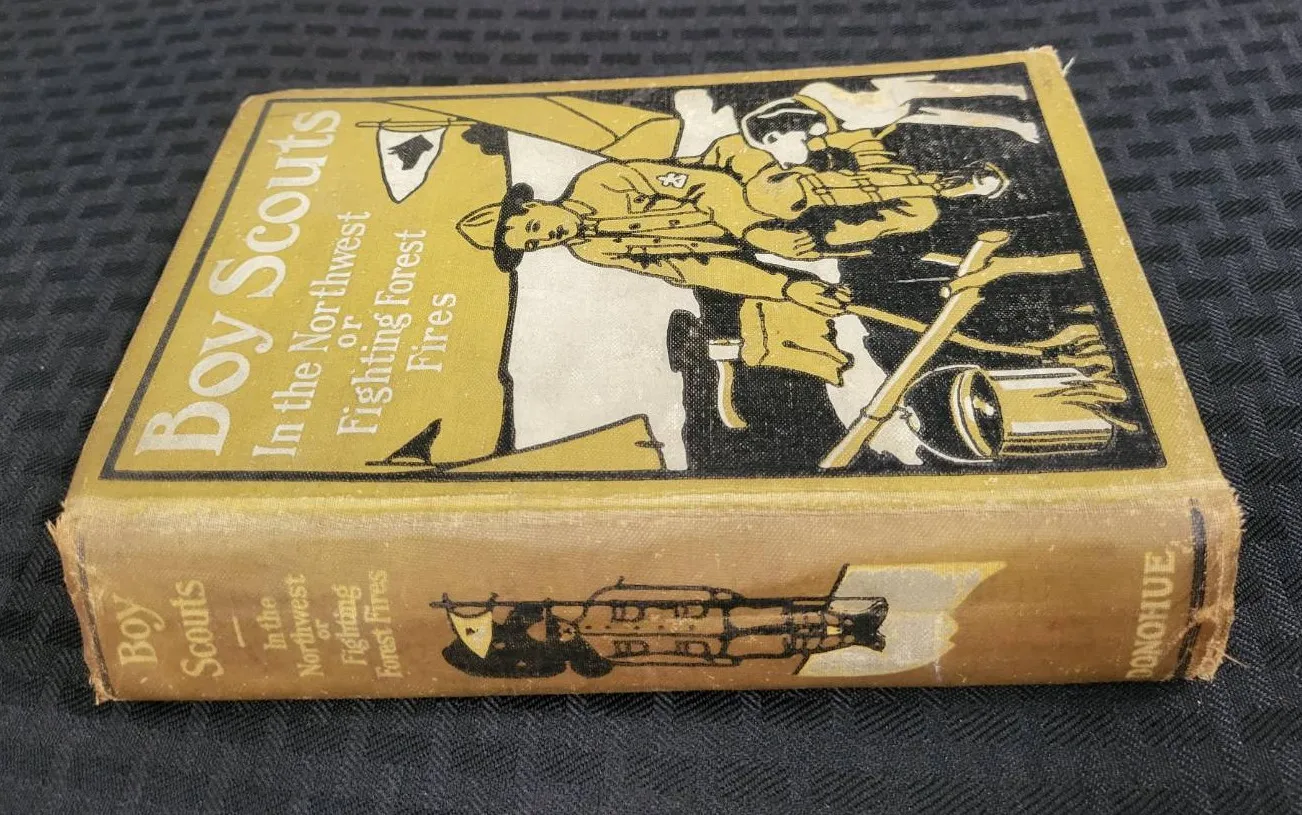 Boy Scouts
In the Northwest
or
Fighting Forest
Fires
Boy
Scouts
—
In the
Northwest
or
Fighting
Forest Fires
DONOHUE